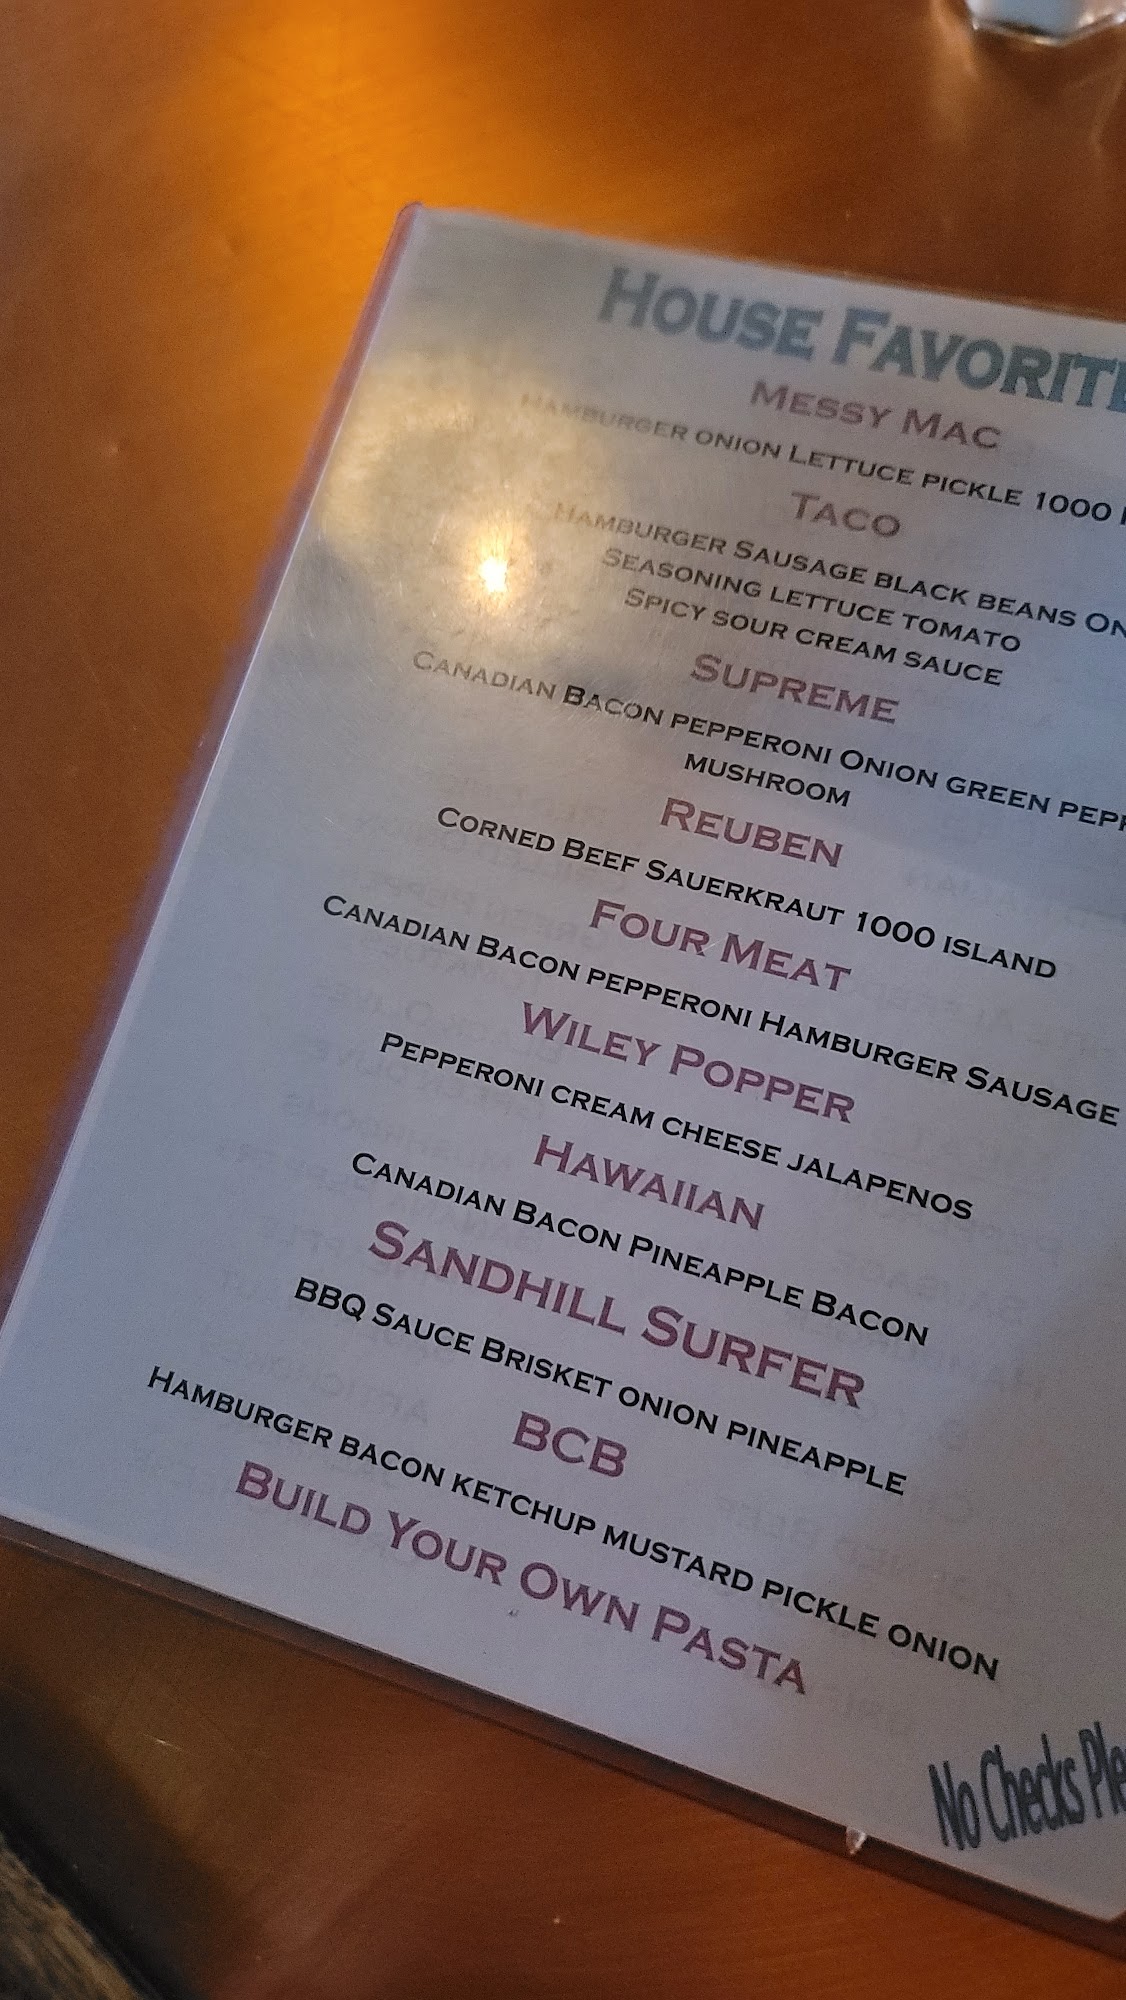 House Favorite
Messy Mac
Hamburger onion Lettuce pickle 1000
Taco
Hamburger Sausage black beans
Seasoning lettuce tomato
Spicy sour cream sauce
Supreme
Canadian Bacon pepperoni Onion green
mushroom
Reuben
Corned Beef Sauerkraut 1000 island
Four Meat
Canadian Bacon pepperoni Hamburger Sausage
Wiley Popper
Pepperoni cream cheese jalapenos
Hawaiian
Canadian Bacon Pineapple Bacon
Sandhill Surfer
BBQ Sauce Brisket onion pineapple
BCB
Hamburger bacon ketchup mustard pickle onion
Build Your Own Pasta
No Checks